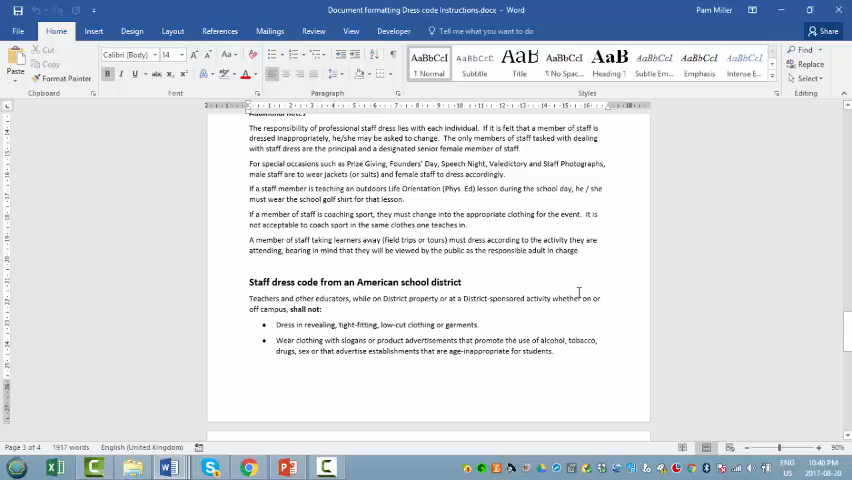 Document formatting Dress code Instructions.docx - Word
Pam Miller
File Home Insert Draw Design Layout References Mailings Review View Developer Tell me what you want to do Share
Cut
Copy
Format Painter
Paste
Calibri (Body) 14
Find
Replace
Select
AaBbCcI AaBbCcL AaBb AaBbCcI AaBb AaBbCcL AaBbCcL AaBbCcL
¶ Normal Subtitle Title ¶ No Spac... Heading 1 Subtle Em... Emphasis Intense E...
Clipboard Font Paragraph Styles Editing
Additional notes
The responsibility of professional staff dress lies with each individual. If it is felt that a member of staff is
dressed inappropriately, he/she may be asked to change. The only members of staff tasked with dealing
with staff dress are the principal and a designated senior female member of staff.
For special occasions such as Prize Giving, Founders' Day, Speech Night, Valedictory and Staff Photographs,
male staff are to wear jackets (or suits) and female staff to dress accordingly.
If a staff member is teaching an outdoors Life Orientation (Phys. Ed) lesson during the school day, he / she
must wear the school golf shirt for that lesson.
If a member of staff is coaching sport, they must change into the appropriate clothing for the event. It is
not acceptable to coach sport in the same clothes one teaches in.
A member of staff taking learners away (field trips or tours) must dress according to the activity they are
attending, bearing in mind that they will be viewed by the public as the responsible adult in charge.
Staff dress code from an American school district
Teachers and other educators, while on District property or at a District-sponsored activity whether on or
off campus, shall not:
• Dress in revealing, tight-fitting, low-cut clothing or garments.
• Wear clothing with slogans or product advertisements that promote the use of alcohol, tobacco,
drugs, sex or that advertise establishments that are age-inappropriate for students.
Page 3 of 4 1917 words English (United Kingdom) 90%
ENG 10:40 PM
US 2017-08-20